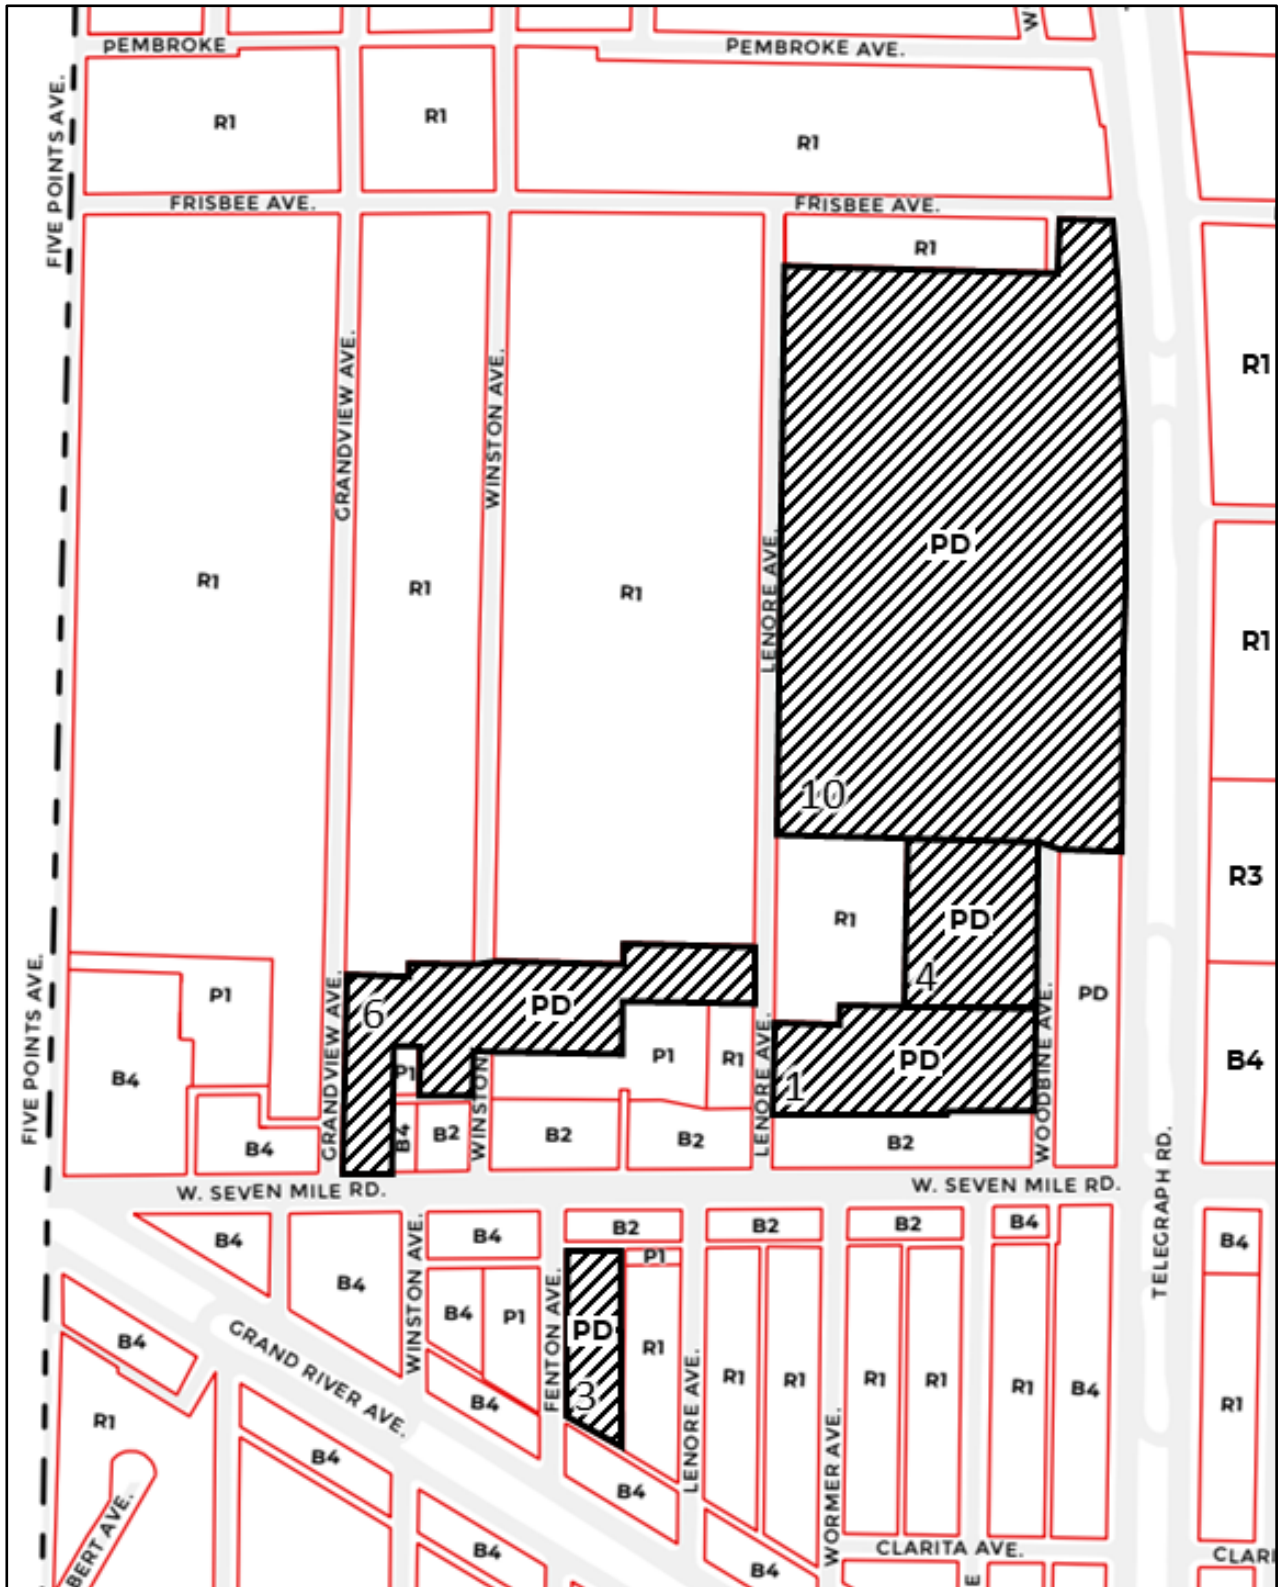 W
PEMBROKE
PEMBROKE AVE.
FIVE POINTS AVE.
R1
R1
R1
FRISBEE AVE.
FRISBEE AVE.
R1
R1
GRANDVIEW AVE.
WINSTON AVE.
LENORE AVE.
PD
R1
R1
R1
R1
10
R3
R1
PD
4
FIVE POINTS AVE.
P1
GRANDVIEW AVE.
6
PD
WOODBINE AVE.
PD
B4
P1
WINSTON
P1
R1
LENORE AVE.
1
PD
B4
B4
B4
B2
B2
B2
B2
W. SEVEN MILE RD.
W. SEVEN MILE RD.
TELEGRAPH RD.
B4
B4
B2
B2
B2
B4
B4
B4
WINSTON AVE.
B4
P1
FENTON AVE.
PD
3
P1
R1
LENORE AVE.
R1
R1
WORMER AVE.
R1
R1
R1
B4
R1
B4
GRAND RIVER AVE.
B4
R1
B4
B4
BERT AVE.
B4
B4
CLARITA AVE.
CLARI
E